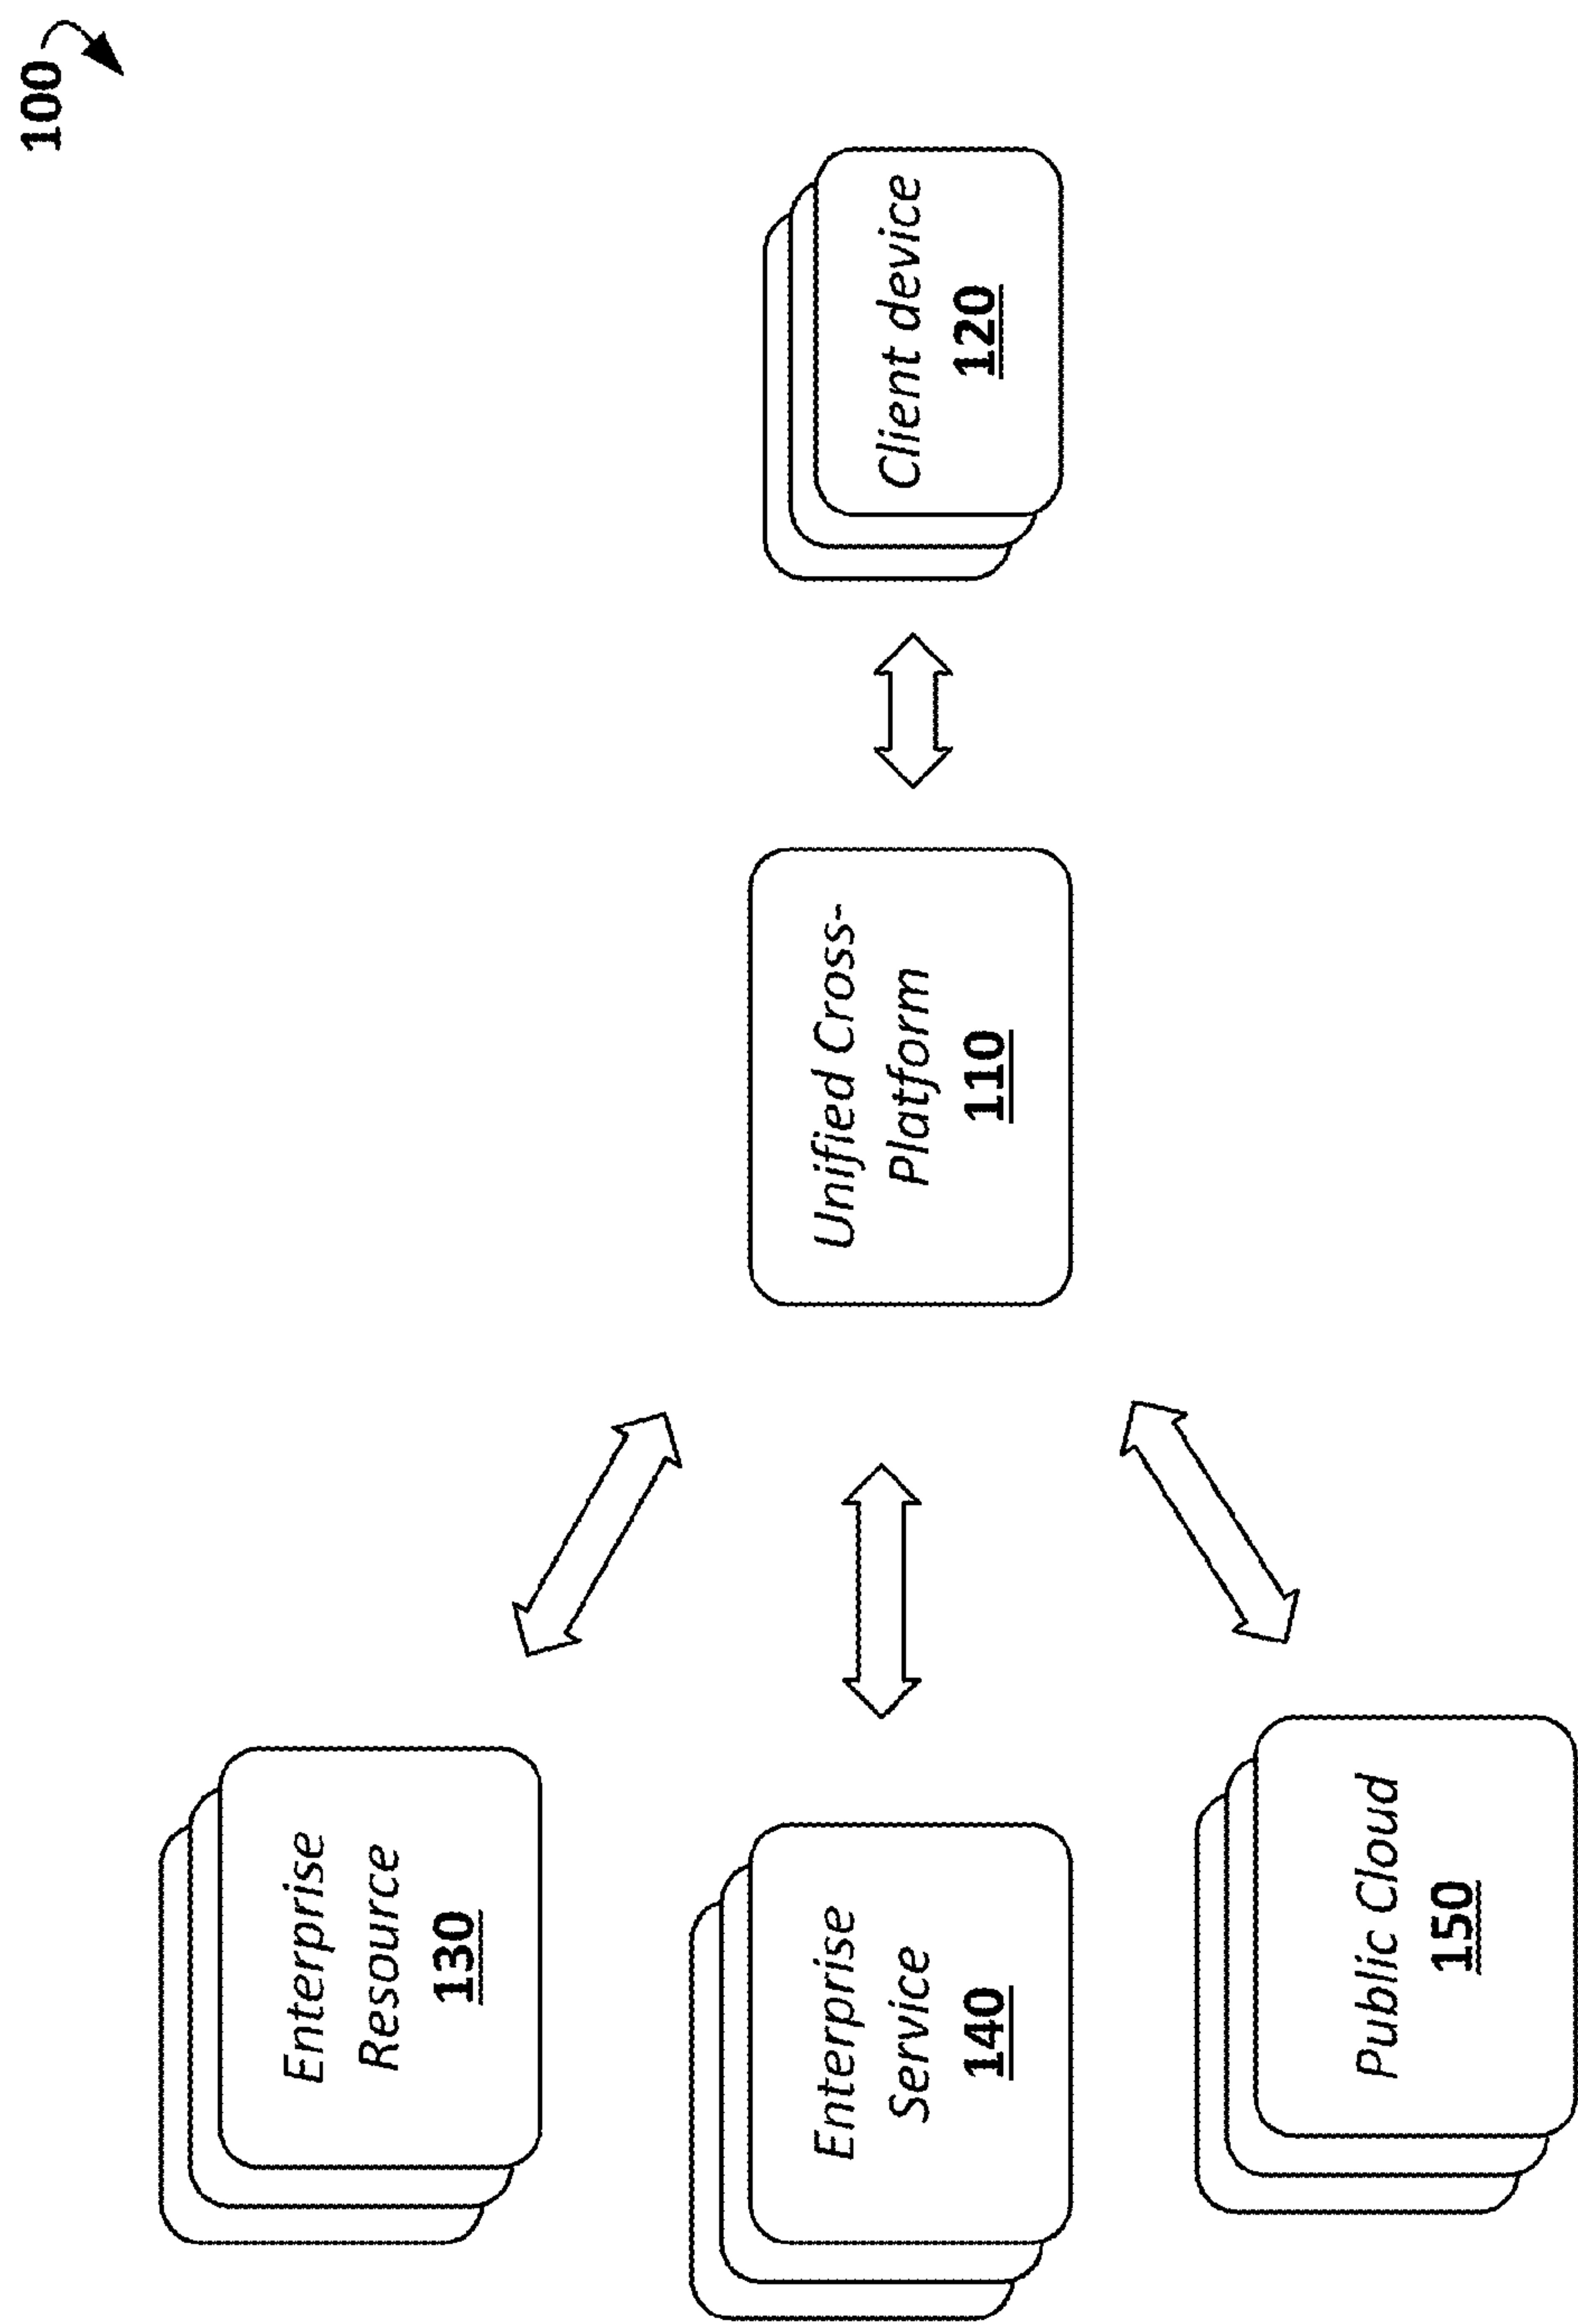 100
Enterprise
Resource
130
Enterprise
Service
140
Public Cloud
150
Unified Cross-
Platform
110
Client device
120